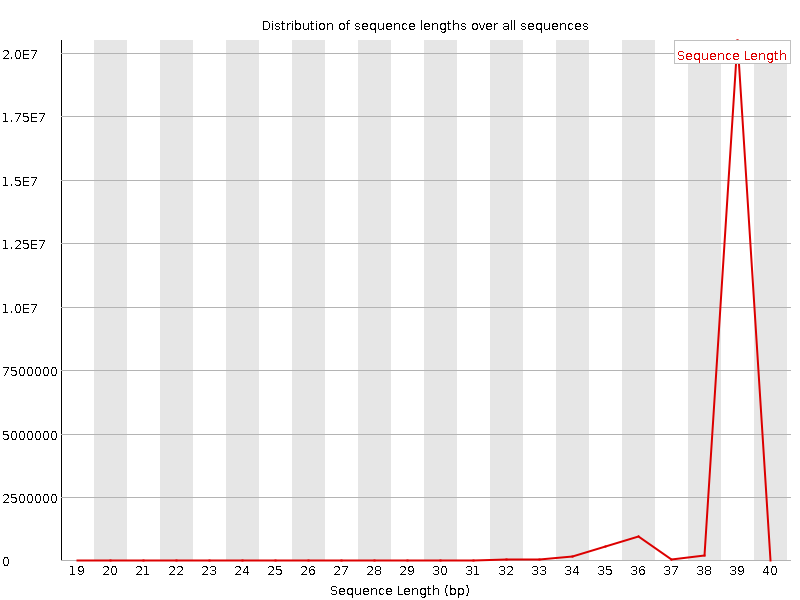 Distribution of sequence lengths over all sequences
2.0E7
Sequence Length
1.75E7
1.5E7
1.25E7
1.0E7
7500000
5000000
2500000
0
19 20 21 22 23 24 25 26 27 28 29 30 31 32 33 34 35 36 37 38 39 40
Sequence Length (bp)